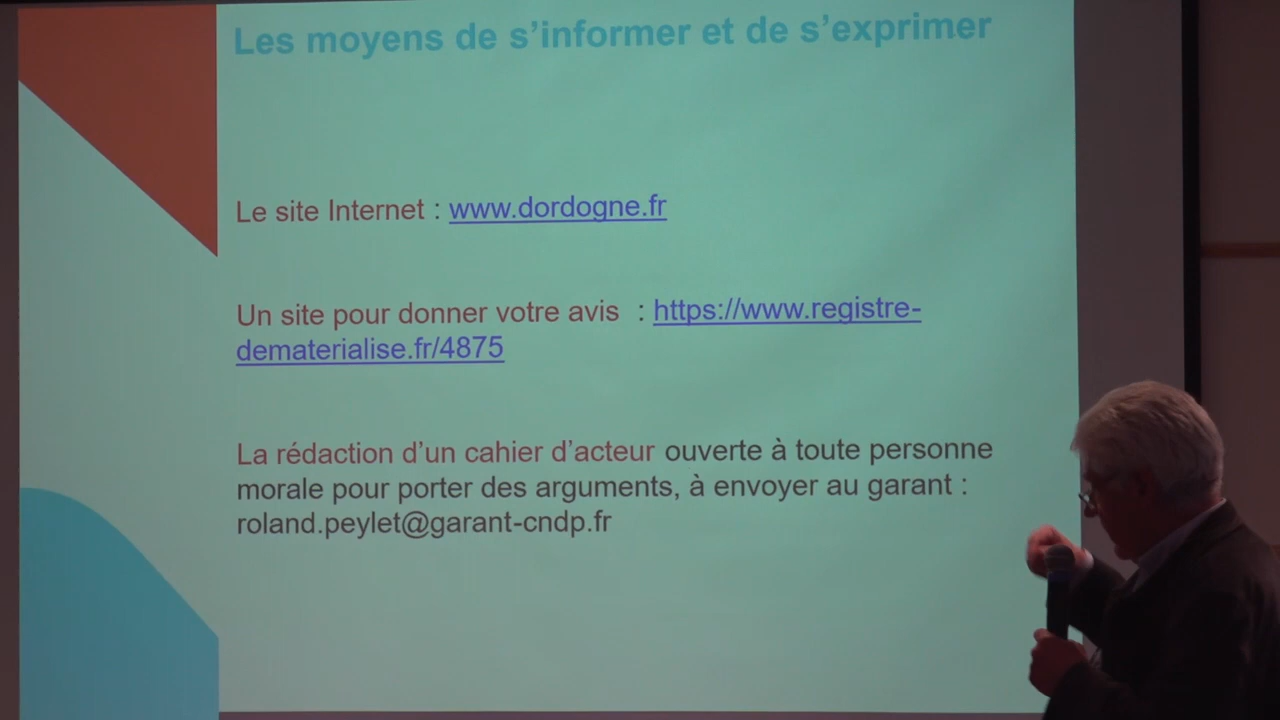 Les moyens de s’informer et de s’exprimer
Le site Internet : www.dordogne.fr
Un site pour donner votre avis : https://www.registre-
dematerialise.fr/4875
La rédaction d’un cahier d’acteur ouverte à toute personne
morale pour porter des arguments, à envoyer au garant :
roland.peylet@garant-cndp.fr